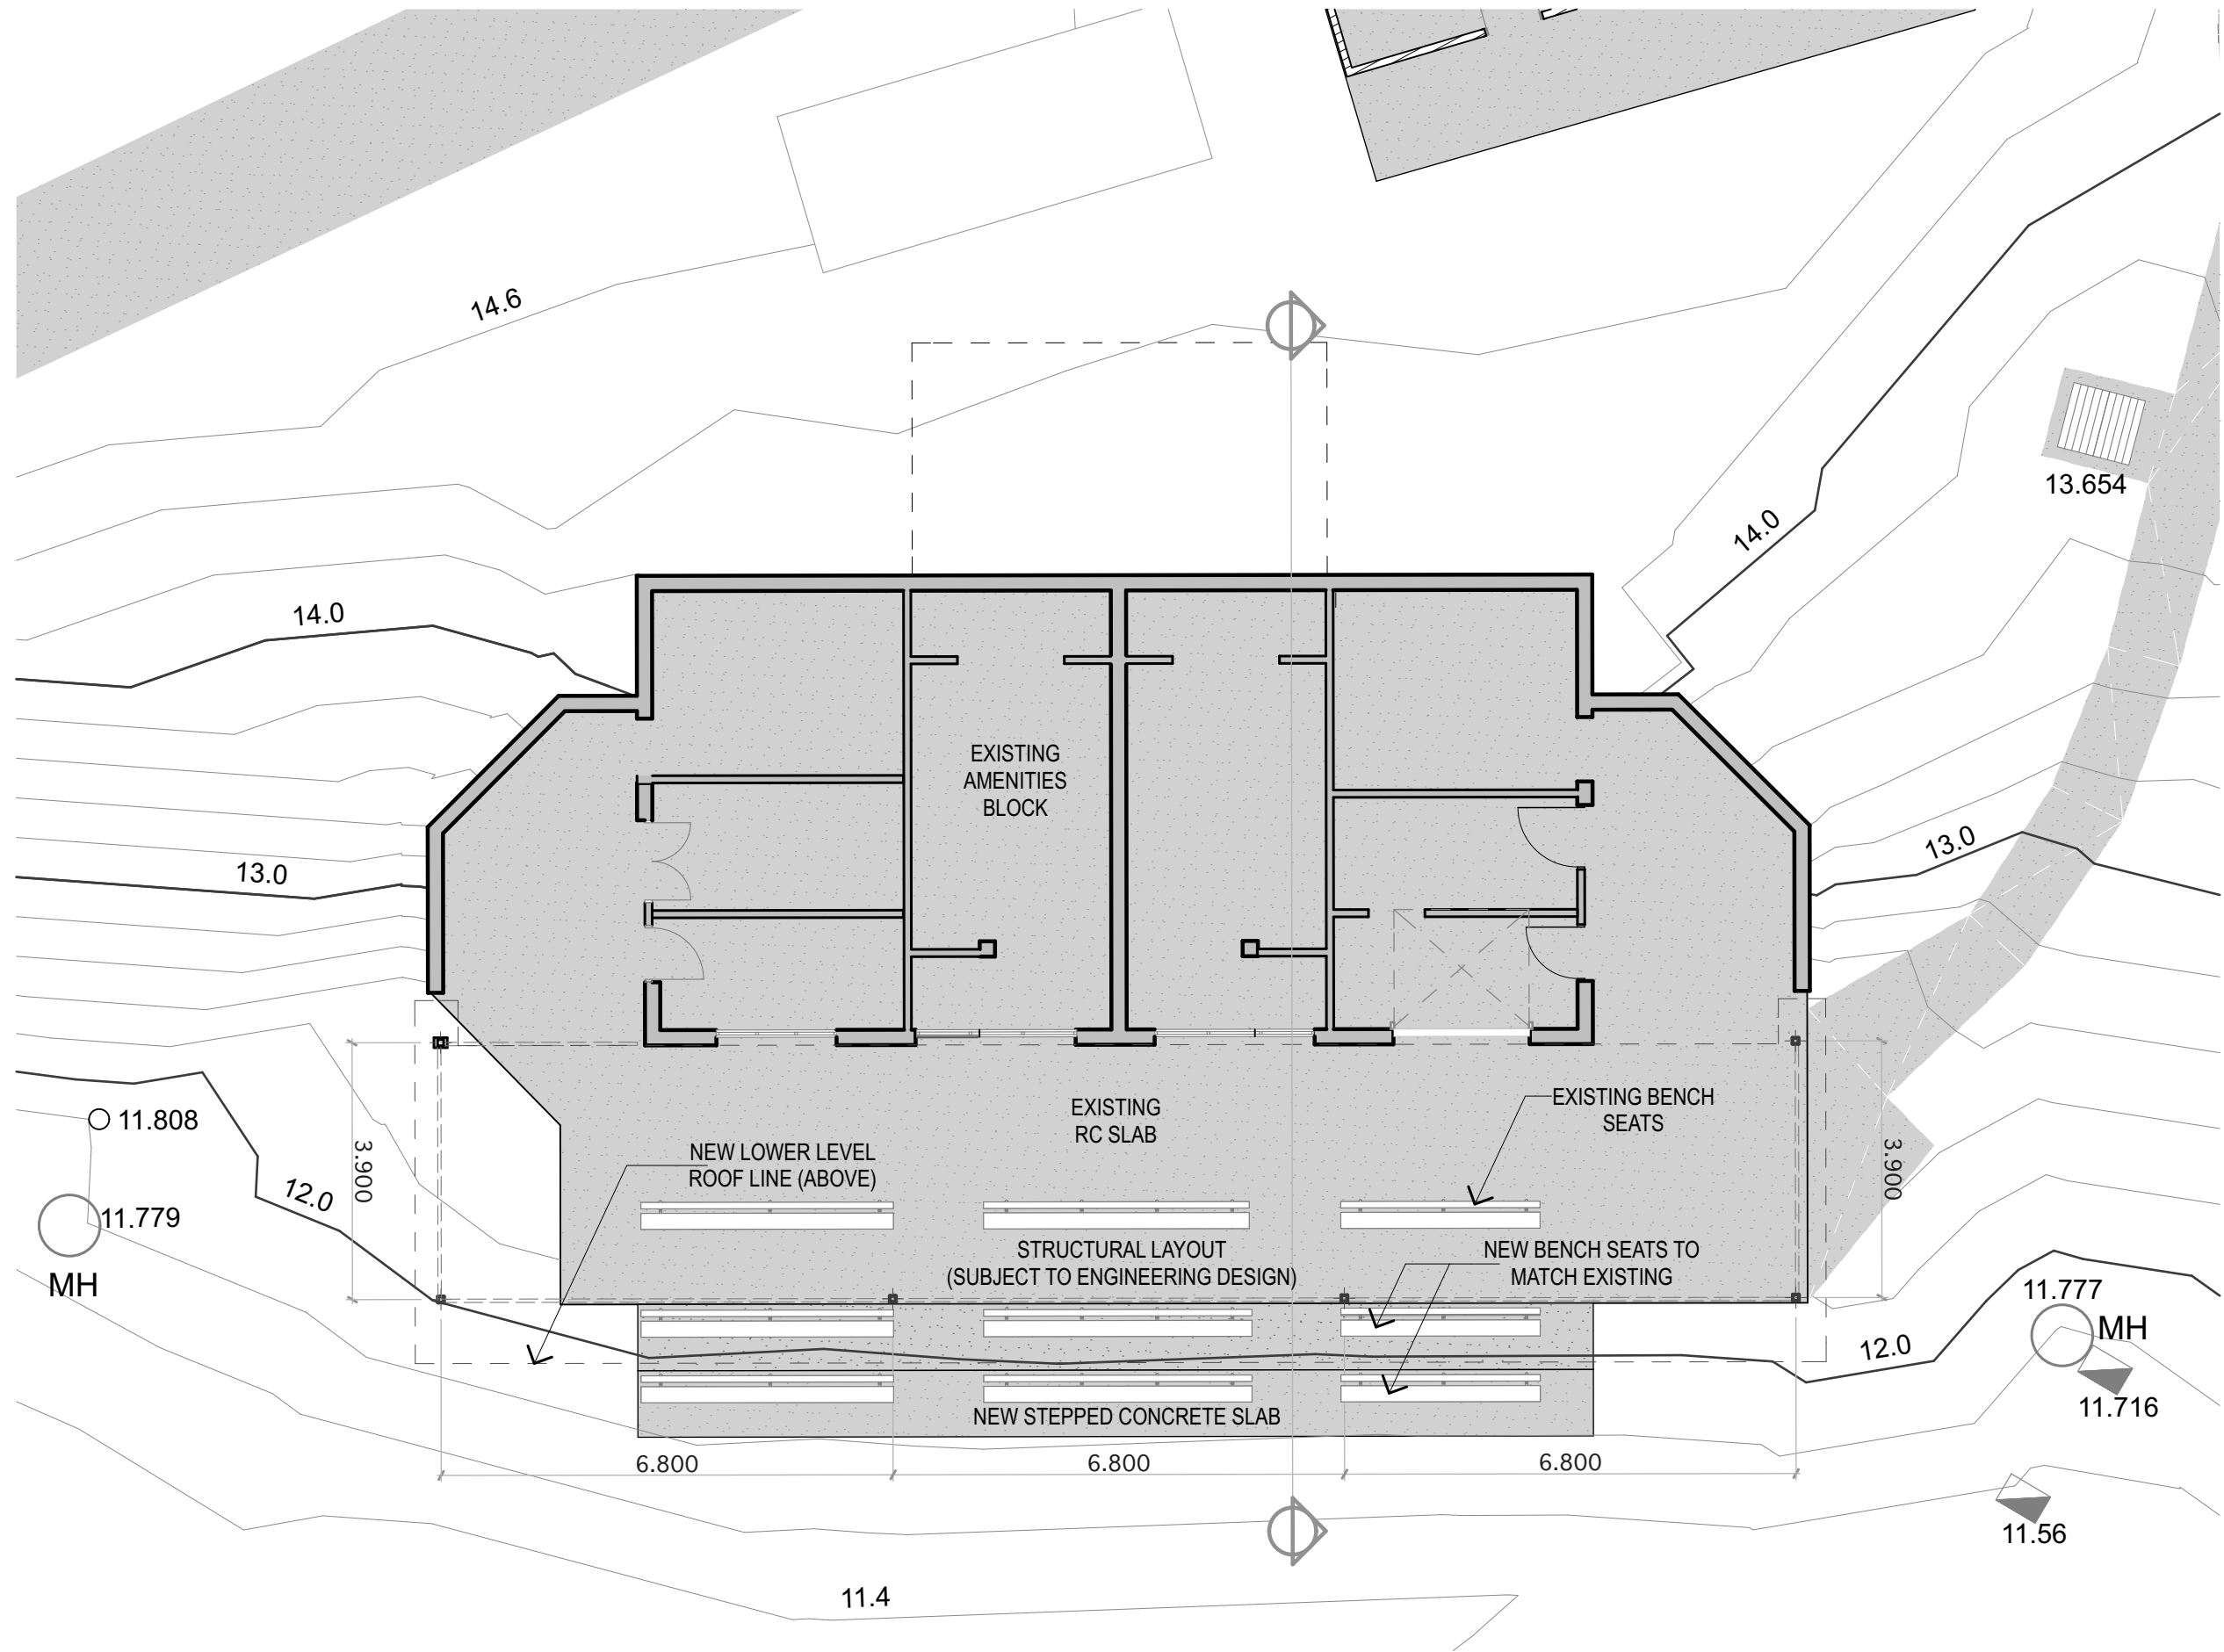 14.6
13.654
14.0
14.0
EXISTING
AMENITIES
BLOCK
13.0
13.0
EXISTING BENCH
SEATS
EXISTING
RC SLAB
11.808
3.900
NEW LOWER LEVEL
ROOF LINE (ABOVE)
3.900
12.0
11.779
MH
STRUCTURAL LAYOUT
(SUBJECT TO ENGINEERING DESIGN)
NEW BENCH SEATS TO
MATCH EXISTING
11.777
MH
12.0
11.716
NEW STEPPED CONCRETE SLAB
6.800
6.800
6.800
11.56
11.4